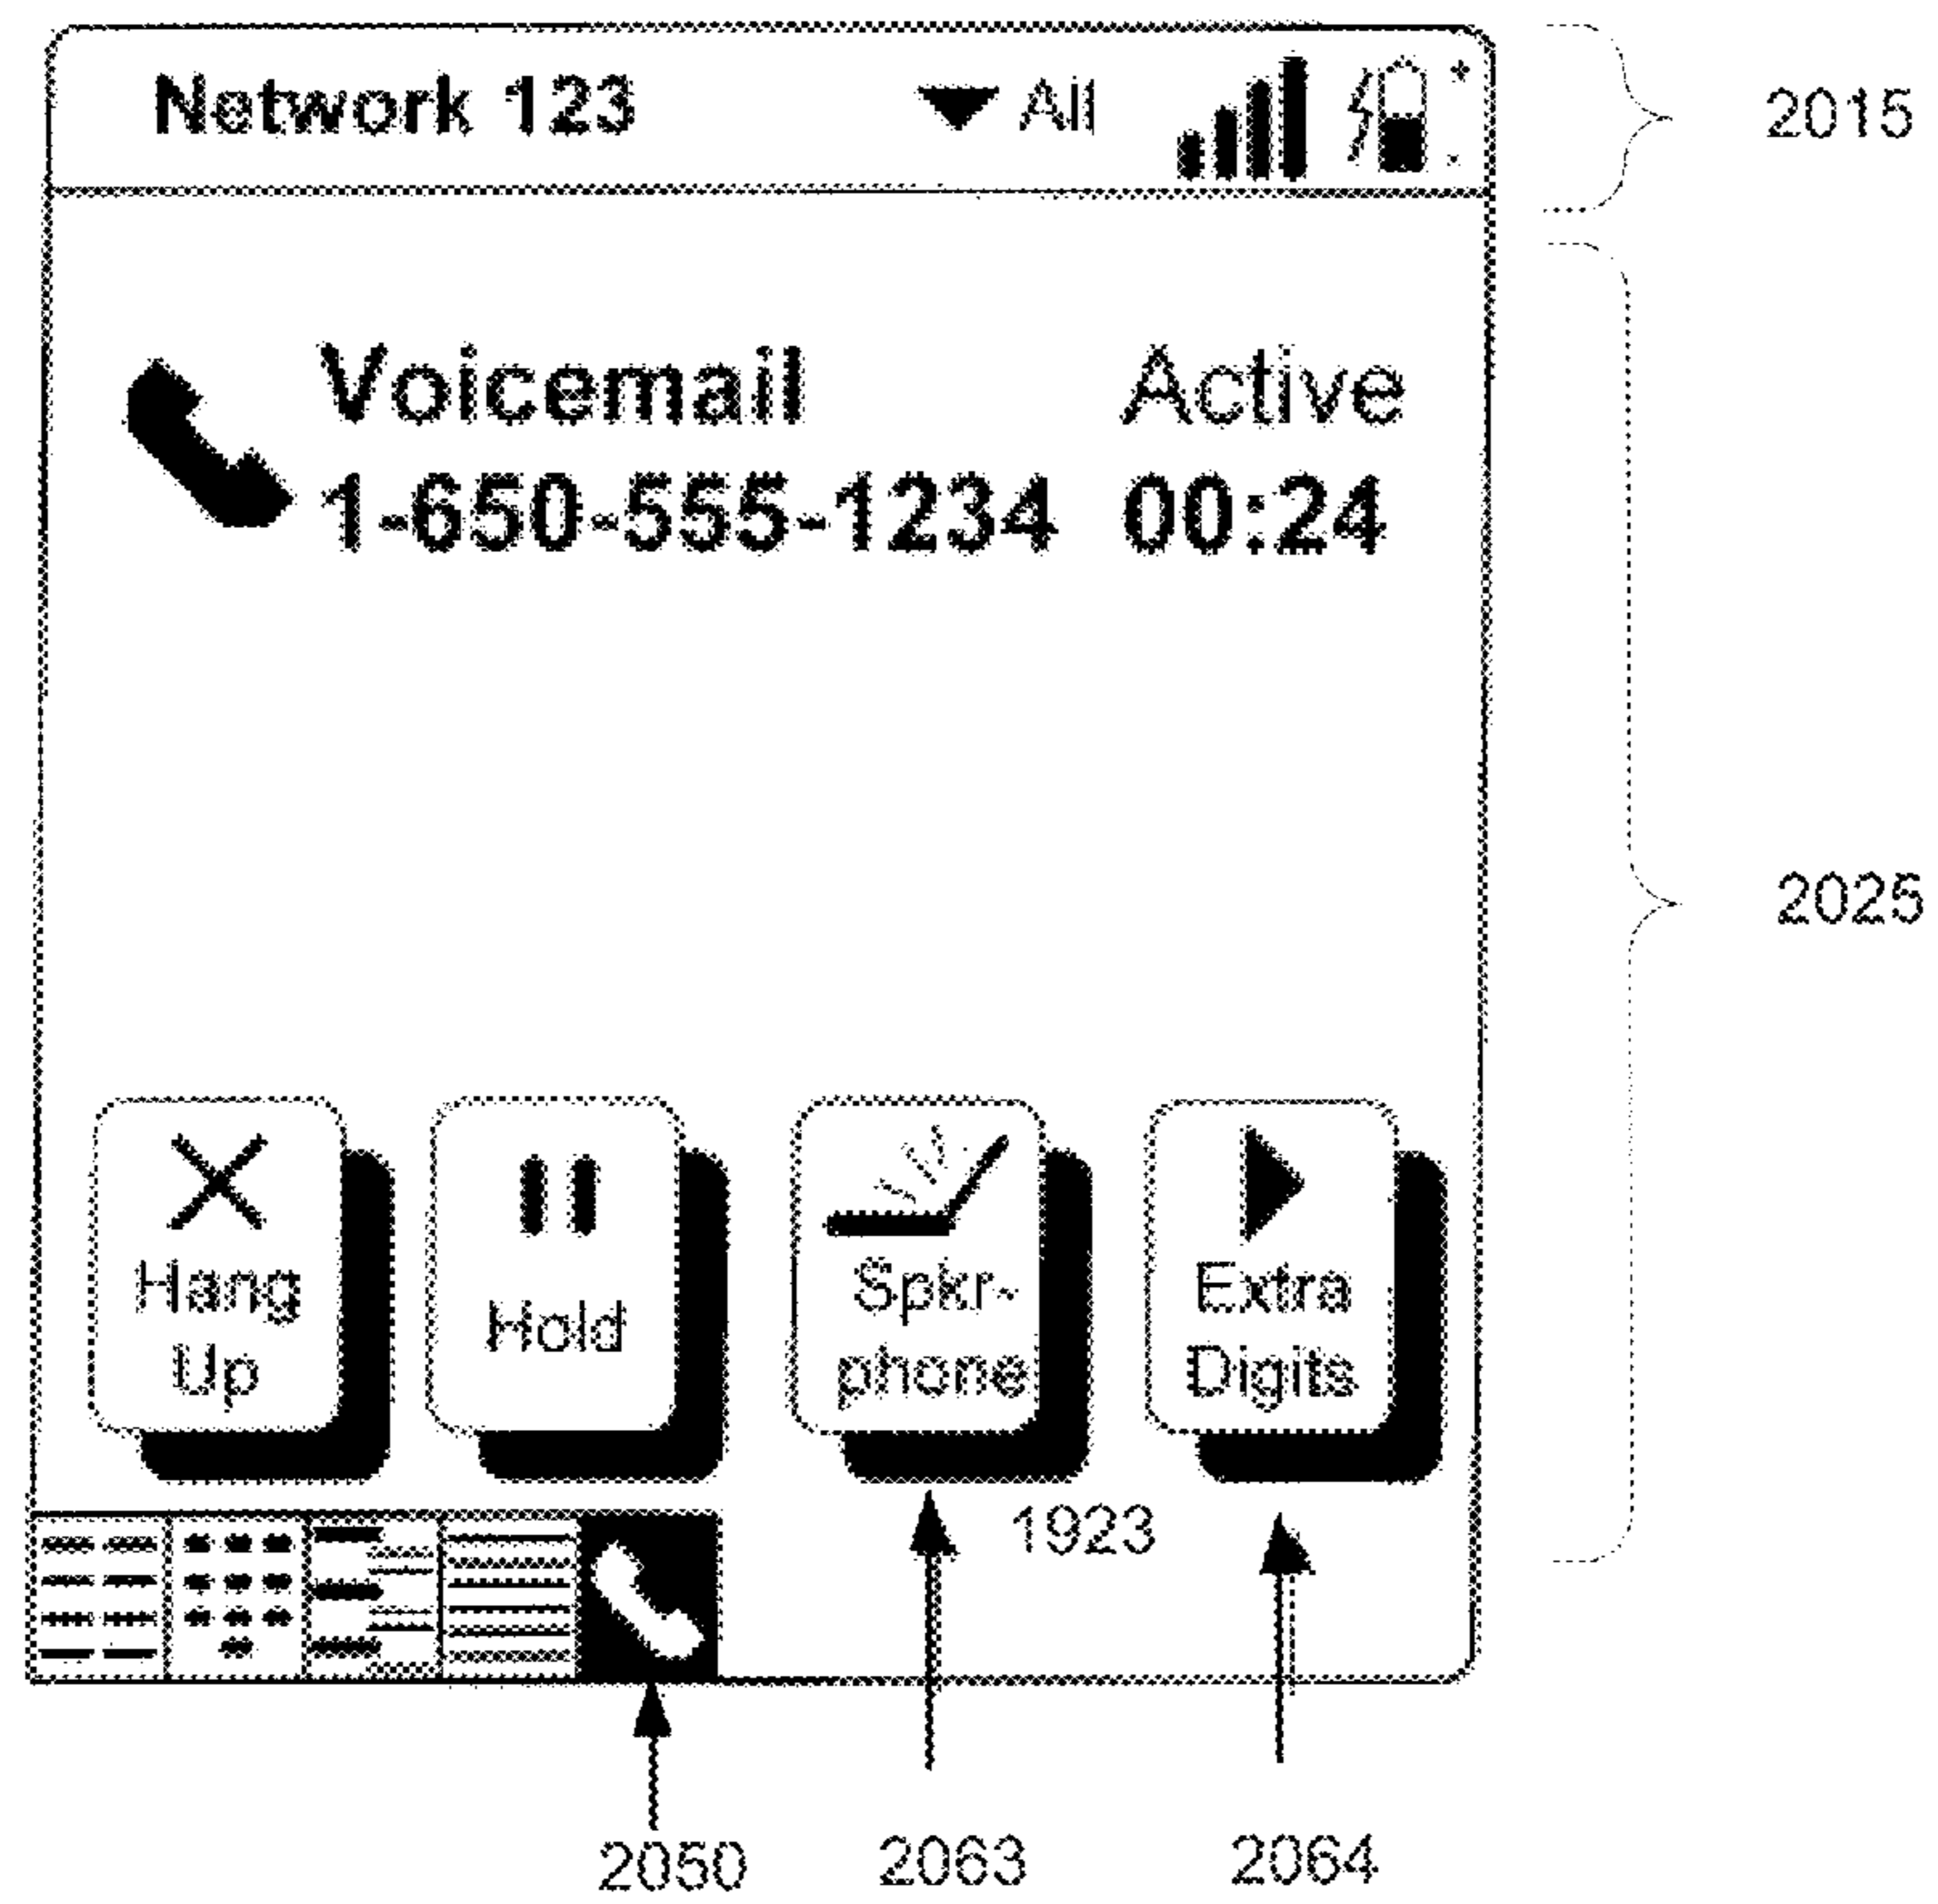 Network 123 All
2015
Voicemail Active
1-650-555-1234 00:24
2025
Hang
Up
Hold
Spkr-
phone
Extra
Digits
1923
2050
2063
2064